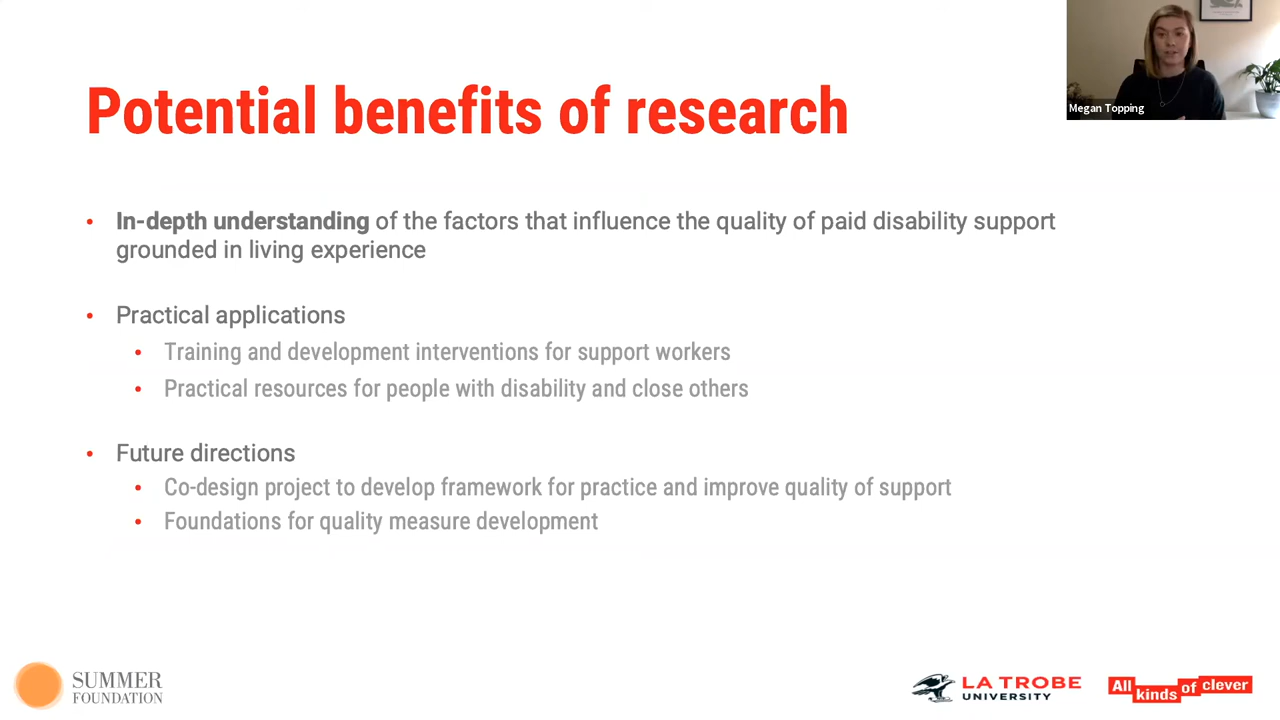 Megan Topping
Potential benefits of research
• In-depth understanding of the factors that influence the quality of paid disability support
grounded in living experience
• Practical applications
• Training and development interventions for support workers
• Practical resources for people with disability and close others
• Future directions
• Co-design project to develop framework for practice and improve quality of support
• Foundations for quality measure development
SUMMER
FOUNDATION
LA TROBE
UNIVERSITY
All kinds of clever